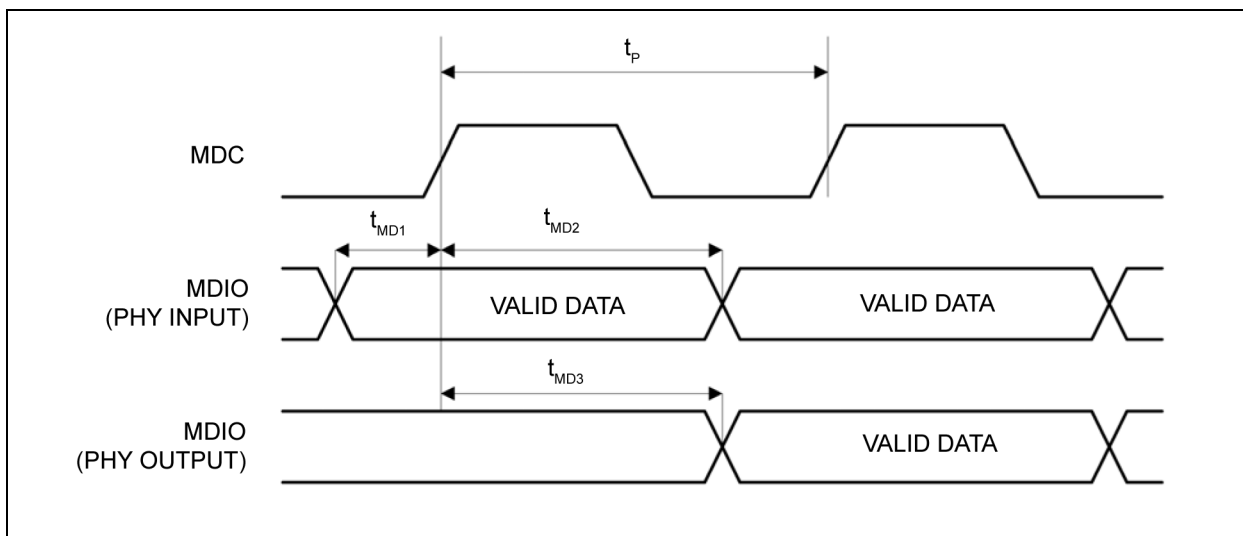 tP
MDC
tMD1
tMD2
MDIO
(PHY INPUT)
VALID DATA
VALID DATA
tMD3
MDIO
(PHY OUTPUT)
VALID DATA